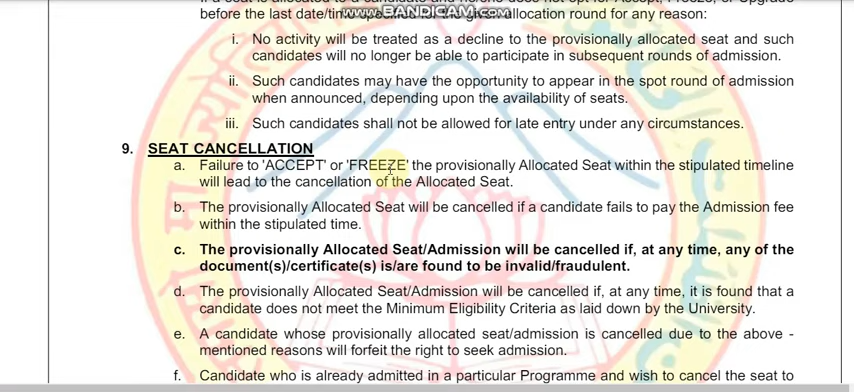 before the last date/time
allocation round for any reason:
www.BANDICAM.com
i. No activity will be treated as a decline to the provisionally allocated seat and such
candidates will no longer be able to participate in subsequent rounds of admission.
ii. Such candidates may have the opportunity to appear in the spot round of admission
when announced, depending upon the availability of seats.
iii. Such candidates shall not be allowed for late entry under any circumstances.
9. SEAT CANCELLATION
a. Failure to 'ACCEPT' or 'FREEZE' the provisionally Allocated Seat within the stipulated timeline
will lead to the cancellation of the Allocated Seat.
b. The provisionally Allocated Seat will be cancelled if a candidate fails to pay the Admission fee
within the stipulated time.
c. The provisionally Allocated Seat/Admission will be cancelled if, at any time, any of the
document(s)/certificate(s) is/are found to be invalid/fraudulent.
d. The provisionally Allocated Seat/Admission will be cancelled if, at any time, it is found that a
candidate does not meet the Minimum Eligibility Criteria as laid down by the University.
e. A candidate whose provisionally allocated seat/admission is cancelled due to the above -
mentioned reasons will forfeit the right to seek admission.
f. Candidate who is already admitted in a particular Programme and wish to cancel the seat to